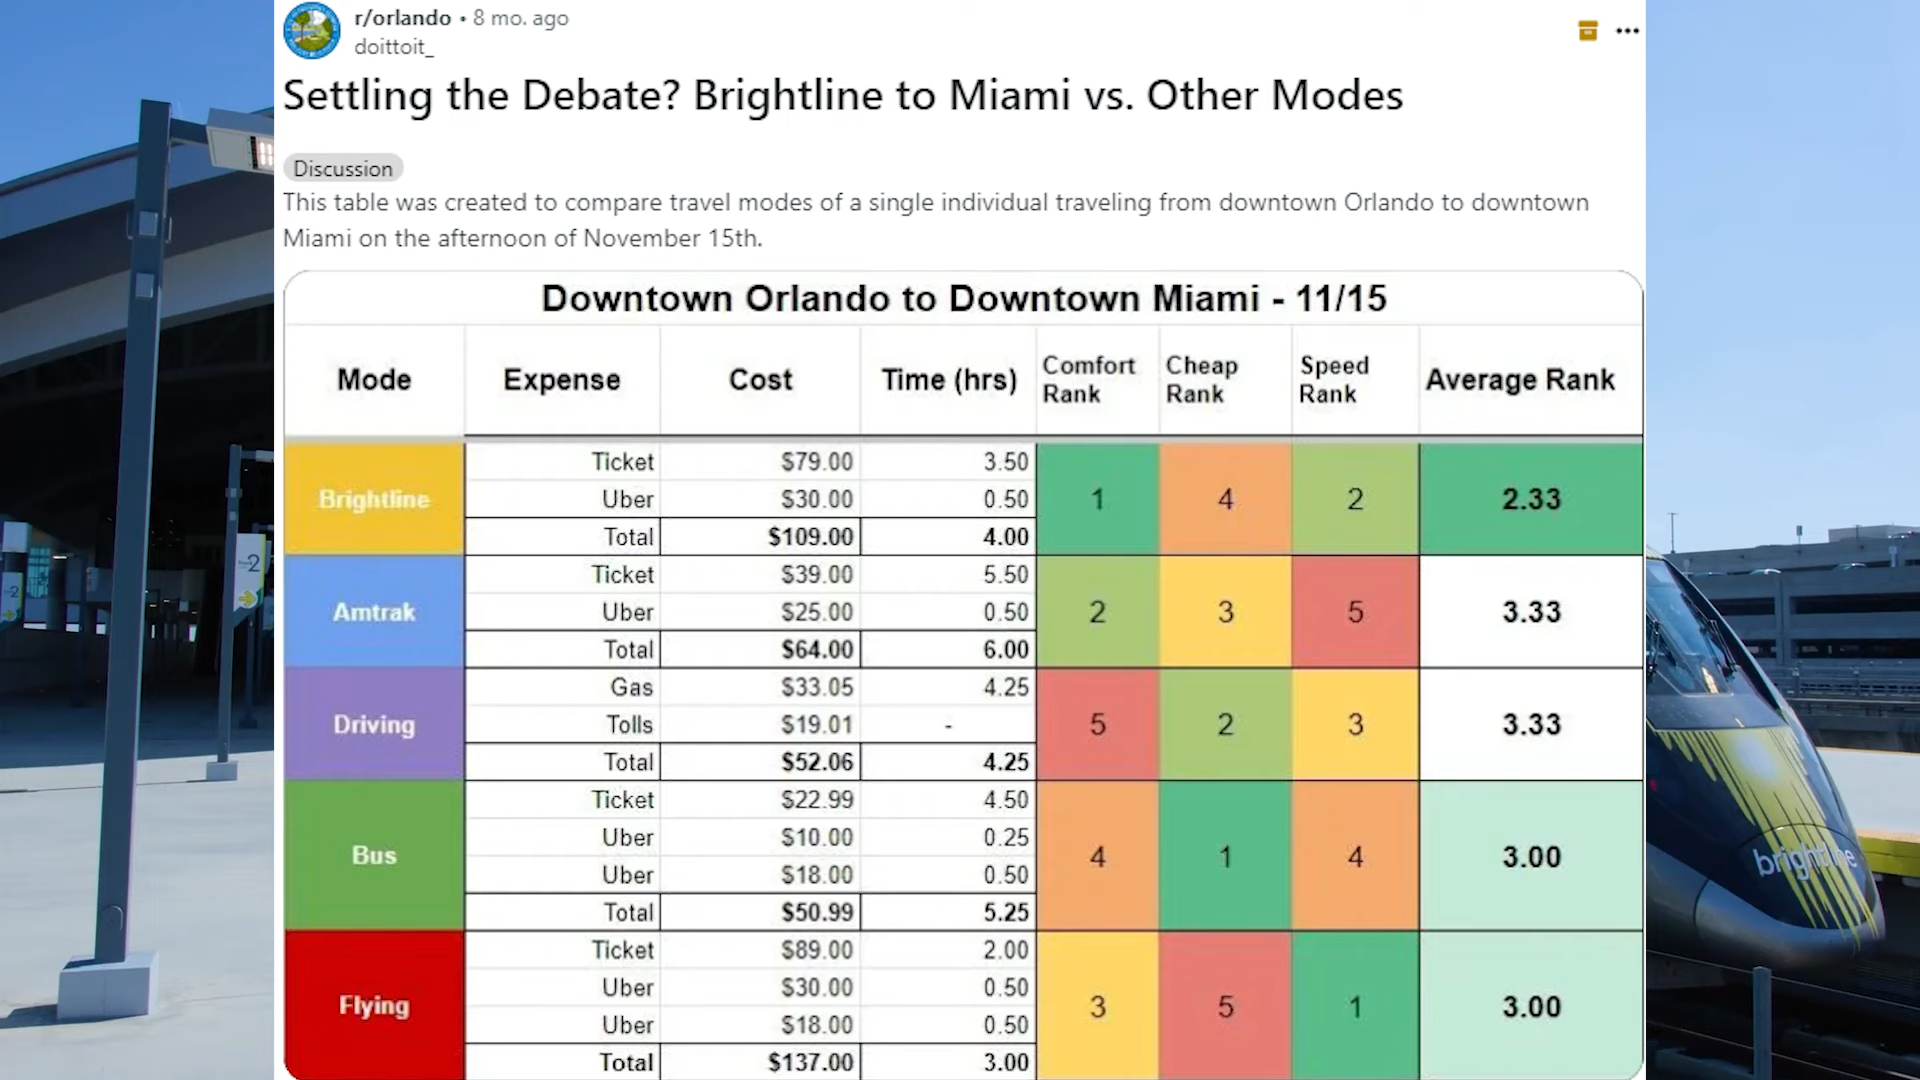 r/orlando • 8 mo. ago
doittoit_
Settling the Debate? Brightline to Miami vs. Other Modes
Discussion
This table was created to compare travel modes of a single individual traveling from downtown Orlando to downtown
Miami on the afternoon of November 15th.
Downtown Orlando to Downtown Miami - 11/15
Mode Expense Cost Time (hrs) Comfort Rank Cheap Rank Speed Rank Average Rank
Brightline
Ticket $79.00 3.50
Uber $30.00 0.50
Total $109.00 4.00
1 4 2 2.33
Amtrak
Ticket $39.00 5.50
Uber $25.00 0.50
Total $64.00 6.00
2 3 5 3.33
Driving
Gas $33.05 4.25
Tolls $19.01 -
Total $52.06 4.25
5 2 3 3.33
Bus
Ticket $22.99 4.50
Uber $10.00 0.25
Uber $18.00 0.50
Total $50.99 5.25
4 1 4 3.00
Flying
Ticket $89.00 2.00
Uber $30.00 0.50
Uber $18.00 0.50
Total $137.00 3.00
3 5 1 3.00
2
2
brightline